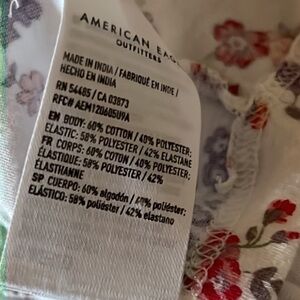 AMERICAN EAGL
OUTFITTERS
MADE IN INDIA / FABRIQUÉ EN INDE /
HECHO EN INDIA
RN 54485 / CA 03873
RFC# AEM120605U9A
EN BODY: 60% COTTON / 40% POLYESTER;
ELASTIC: 58% POLYESTER / 42% ELASTANE
FR CORPS: 60% COTON / 40% POLYESTER;
ÉLASTIQUE: 58% POLYESTER / 42%
ÉLASTHANNE
SP CUERPO: 60% algodón / 40% poliéster;
ELÁSTICO: 58% poliéster / 42% elastano